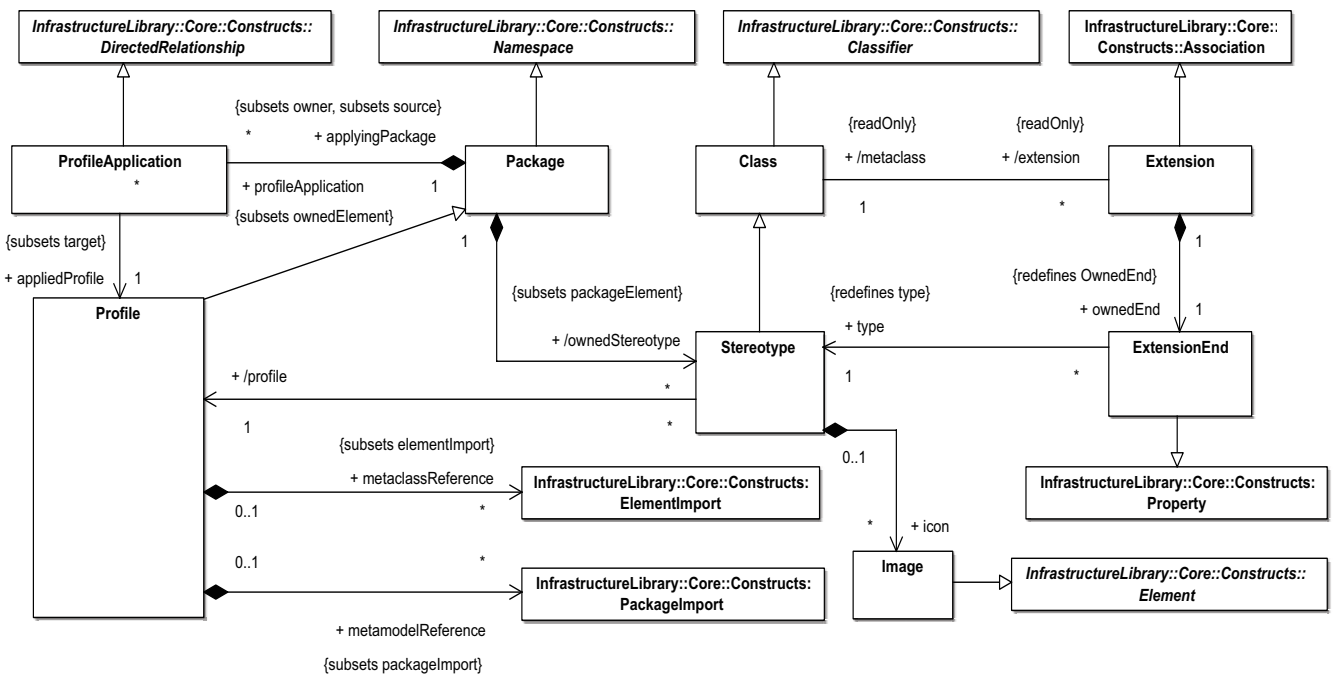 InfrastructureLibrary::Core::Constructs::
DirectedRelationship
InfrastructureLibrary::Core::Constructs::
Namespace
InfrastructureLibrary::Core::Constructs::
Classifier
InfrastructureLibrary::Core::
Constructs::Association
{subsets owner, subsets source}
* + applyingPackage
{readOnly} {readOnly}
+ /metaclass + /extension
ProfileApplication
*
Package
Class
Extension
+ profileApplication 1
{subsets ownedElement}
1 *
{subsets target}
+ appliedProfile 1
1
1
Profile
{subsets packageElement}
+ /ownedStereotype
{redefines type}
+ type
{redefines OwnedEnd}
+ ownedEnd 1
Stereotype
ExtensionEnd
+ /profile *
1 *
1 *
{subsets elementImport}
+ metaclassReference
0..1 *
InfrastructureLibrary::Core::Constructs:
ElementImport
0..1
InfrastructureLibrary::Core::Constructs:
Property
* + icon
0..1 *
InfrastructureLibrary::Core::Constructs:
PackageImport
Image
InfrastructureLibrary::Core::Constructs::
Element
+ metamodelReference
{subsets packageImport}